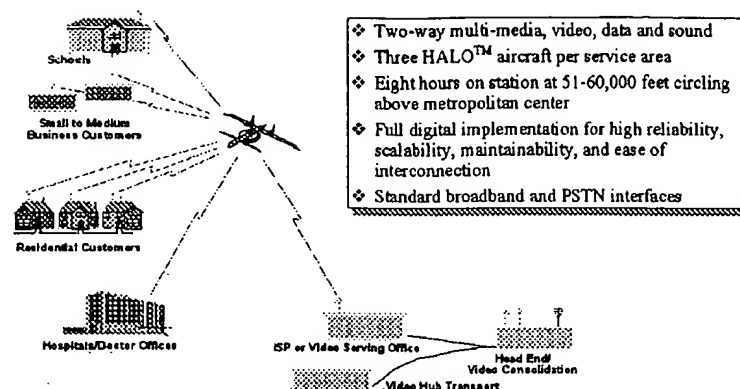 Schools
Small to Medium
Business Customers
Residential Customers
Hospitals/Doctor Offices
❖ Two-way multi-media, video, data and sound
❖ Three HALO™ aircraft per service area
❖ Eight hours on station at 51-60,000 feet circling
above metropolitan center
❖ Full digital implementation for high reliability,
scalability, maintainability, and ease of
interconnection
❖ Standard broadband and PSTN interfaces
ISP or Video Serving Office
Head End/
Video Consolidation
Video Hub Transport